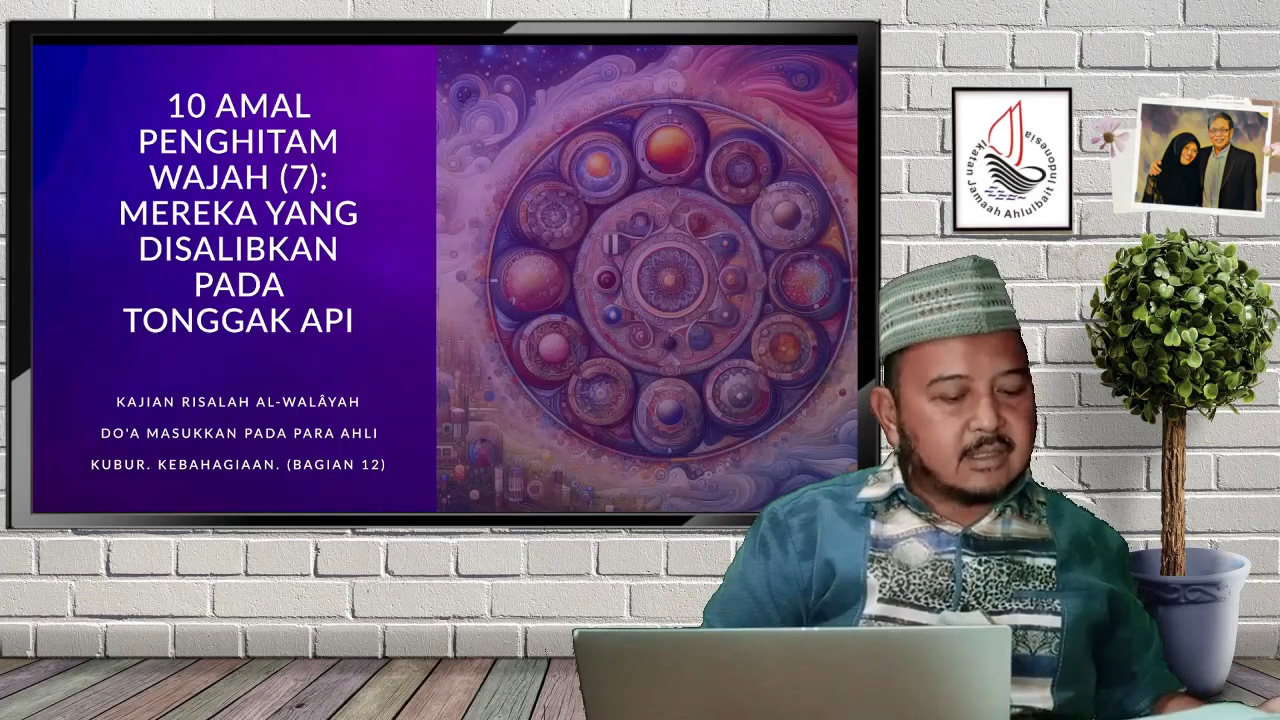 10 AMAL
PENGHITAM
WAJAH (7):
MEREKA YANG
DISALIBKAN
PADA
TONGGAK API
KAJIAN RISALAH AL-WALÂYAH
DO'A MASUKKAN PADA PARA AHLI
KUBUR. KEBAHAGIAAN. (BAGIAN 12)
Ikatan Jamaah Ahlulbait Indonesia